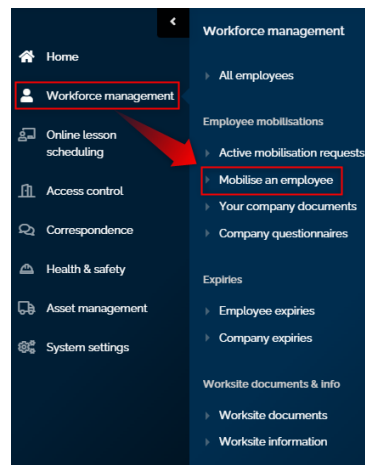 Home
Workforce management
Online lesson
scheduling
Access control
Correspondence
Health & safety
Asset management
System settings
Workforce management
All employees
Employee mobilisations
Active mobilisation requests
Mobilise an employee
Your company documents
Company questionnaires
Expiries
Employee expiries
Company expiries
Worksite documents & info
Worksite documents
Worksite information